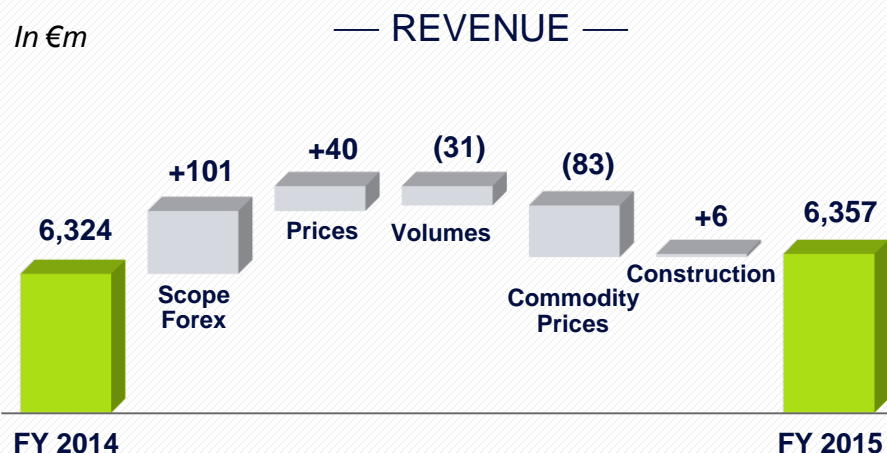 In €m
REVENUE
6,324
+101
+40
(31)
(83)
+6
6,357
Scope
Forex
Prices
Volumes
Commodity
Prices
Construction
FY 2014
FY 2015